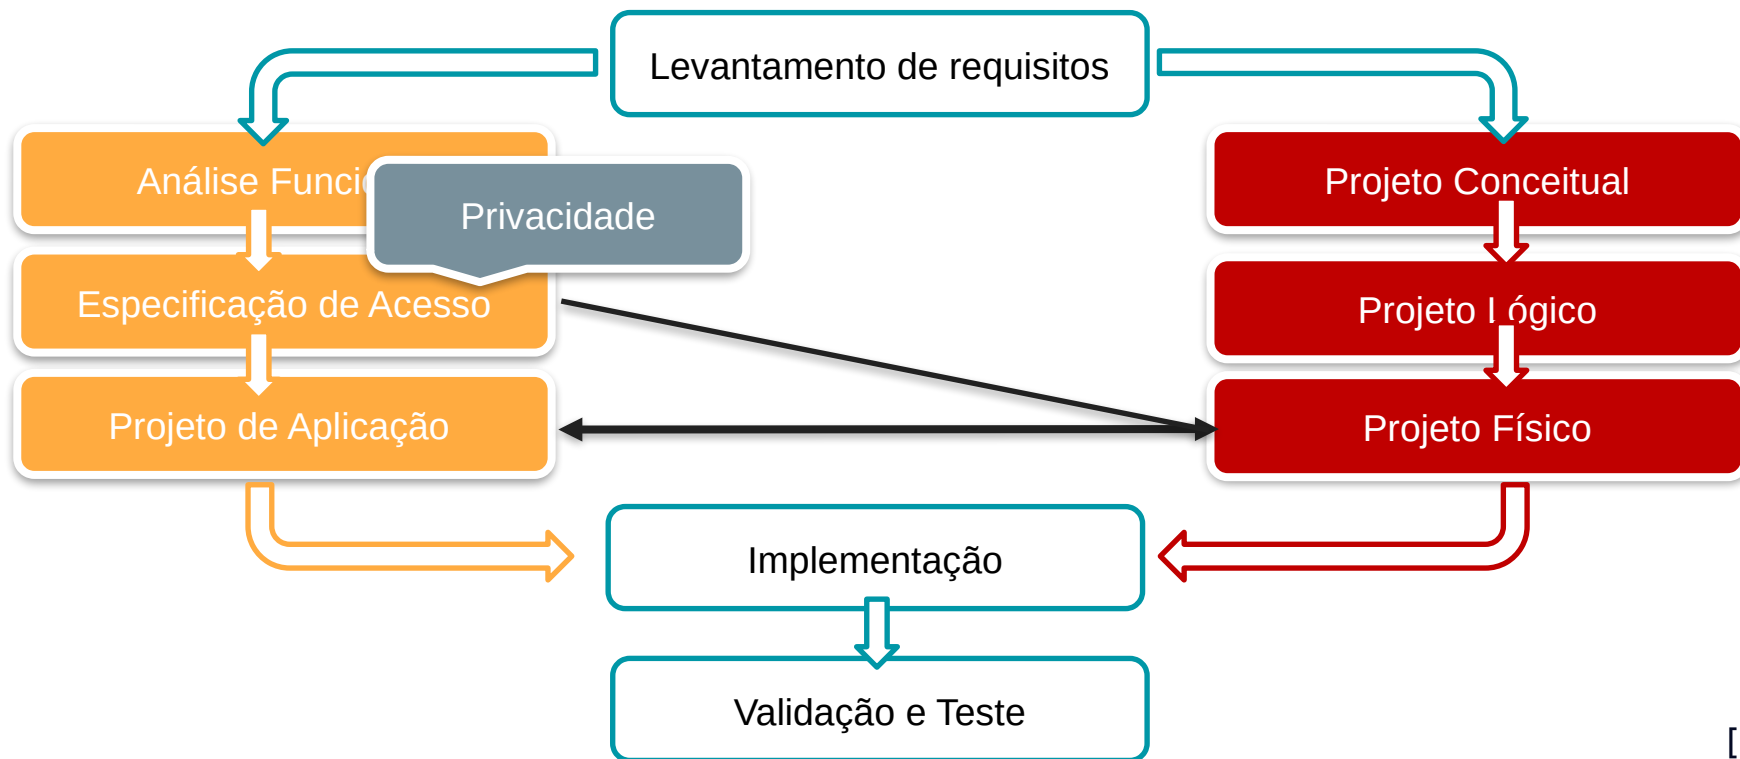 Levantamento de requisitos
Análise Funci
Privacidade
Projeto Conceitual
Especificação de Acesso
Projeto Lógico
Projeto de Aplicação
Projeto Físico
Implementação
Validação e Teste
[